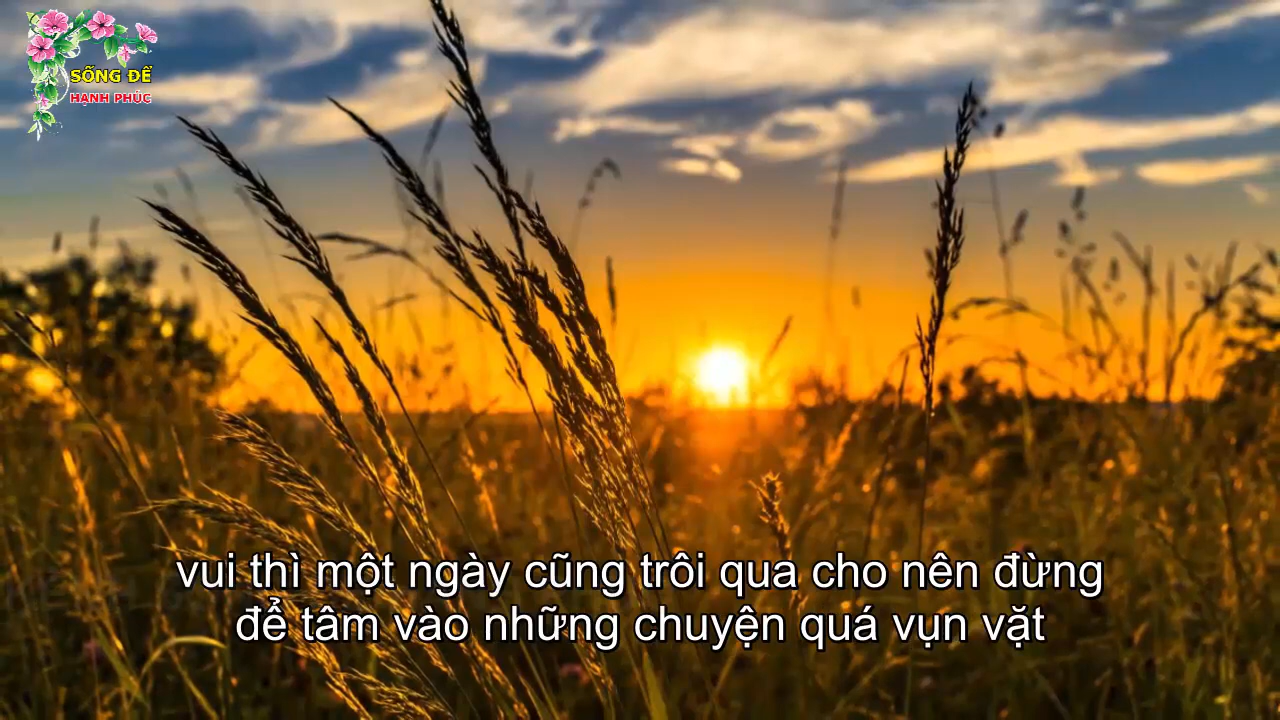 SỐNG ĐỂ
HẠNH PHÚC
vui thì một ngày cũng trôi qua cho nên đừng
để tâm vào những chuyện quá vụn vặt